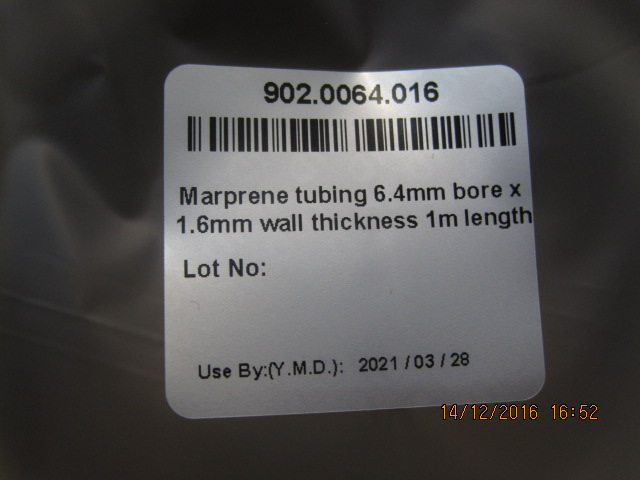 902.0064.016
Marprene tubing 6.4mm bore x
1.6mm wall thickness 1m length
Lot No:
Use By:(Y.M.D.): 2021 / 03 / 28
14/12/2016 16:52